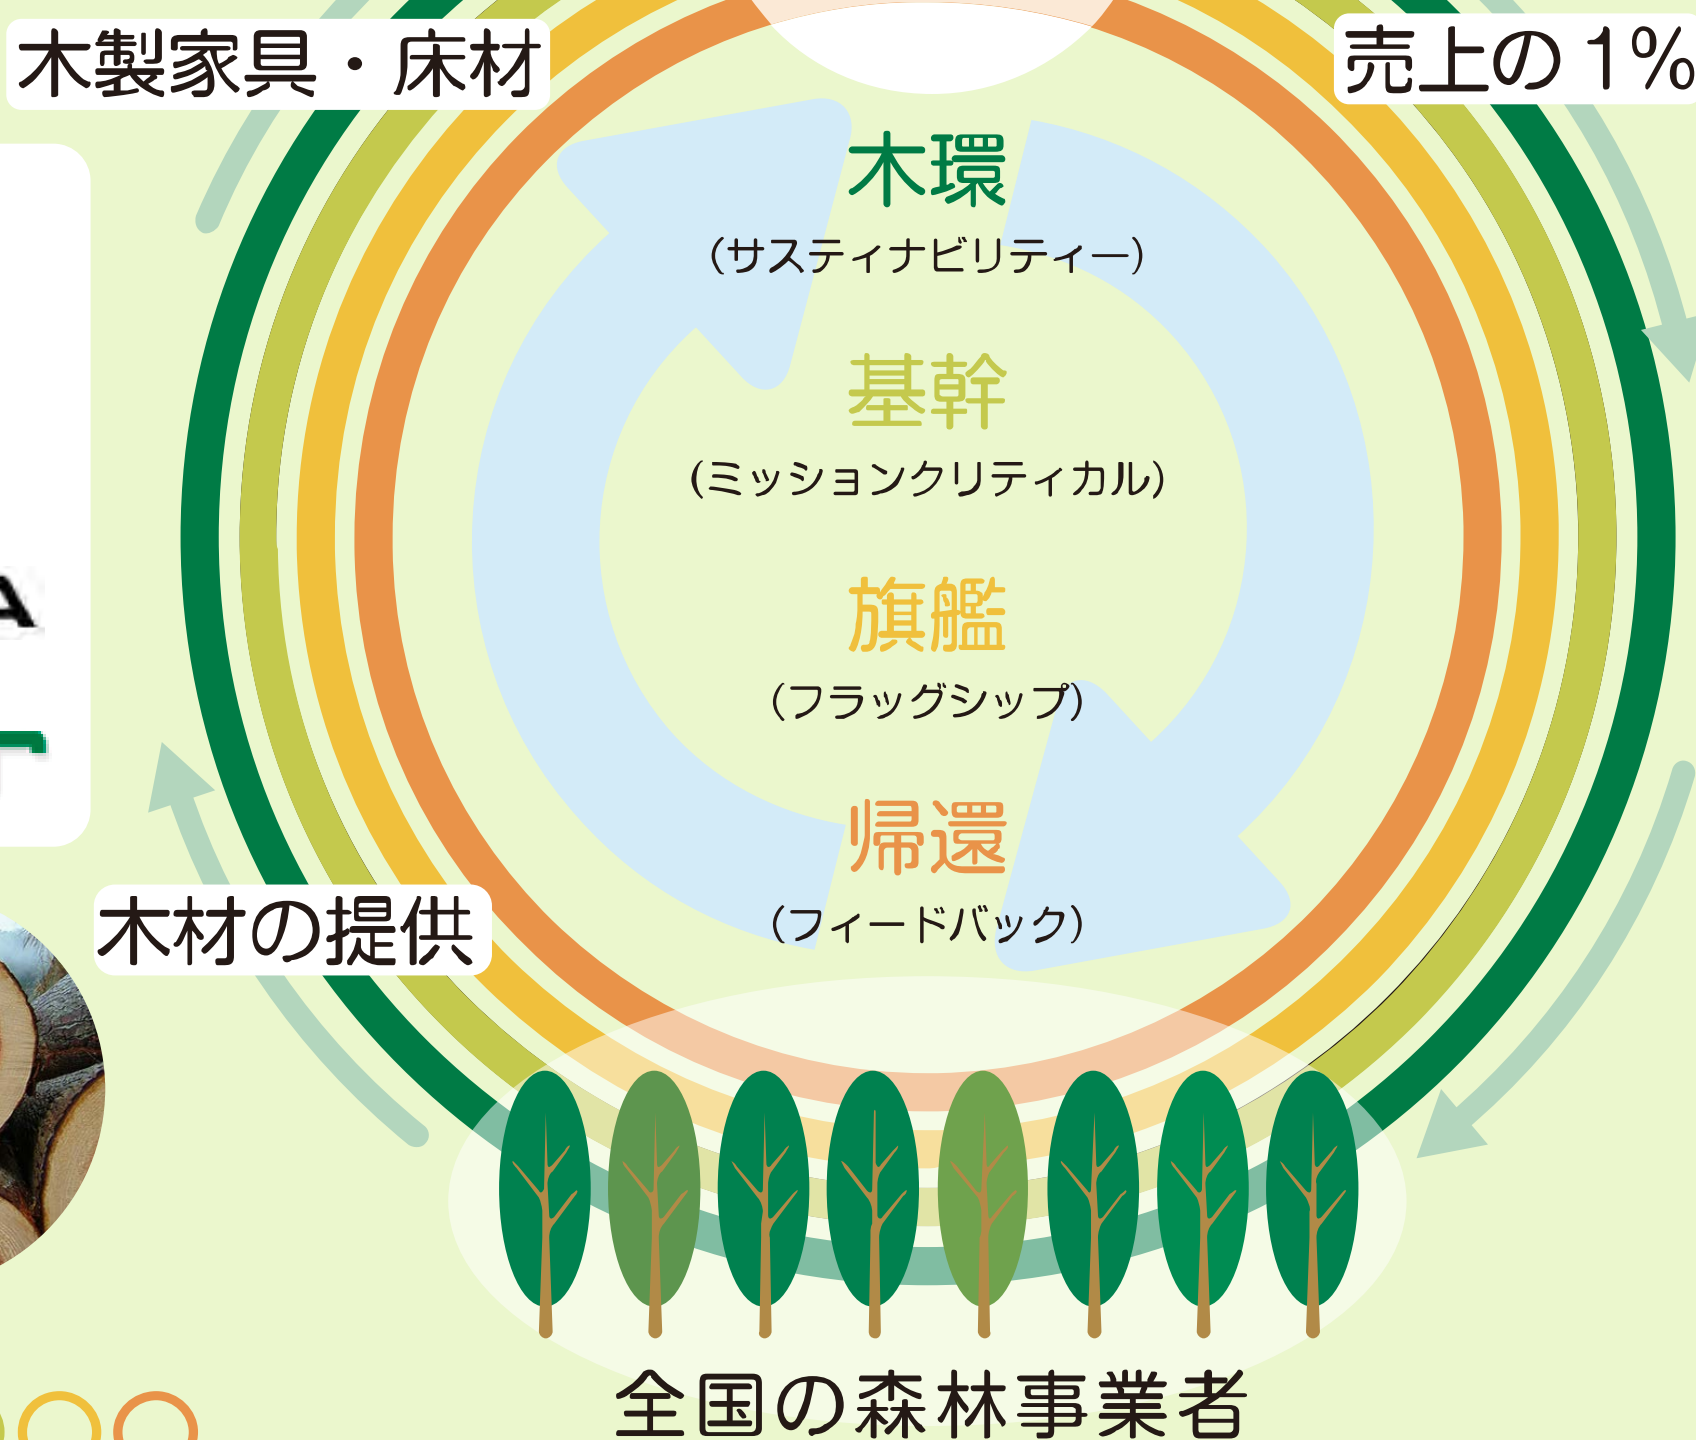 木製家具・床材
売上の1%
木環
(サスティナビリティー)
基幹
(ミッションクリティカル)
旗艦
(フラッグシップ)
帰還
(フィードバック)
木材の提供
全国の森林事業者